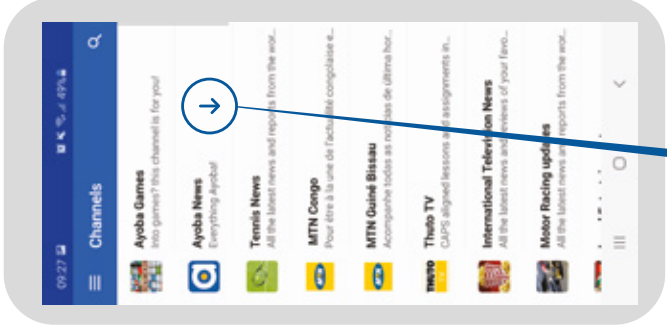 09:27 49%
Channels
Ayoba Games
Into games? this channel is for you!
Ayoba News
Everything Ayoba!
Tennis News
All the latest news and reports from the wor...
MTN Congo
Pour être à la une de l'actualité congolaise e...
MTN Guiné Bissau
Acompanhe todas as notícias de última hor...
THUTO
Thuto TV
CAPS aligned lessons and assignments in...
International Television News
All the latest news and reviews of your favo...
Motor Racing updates
All the latest news and reports from the wor...